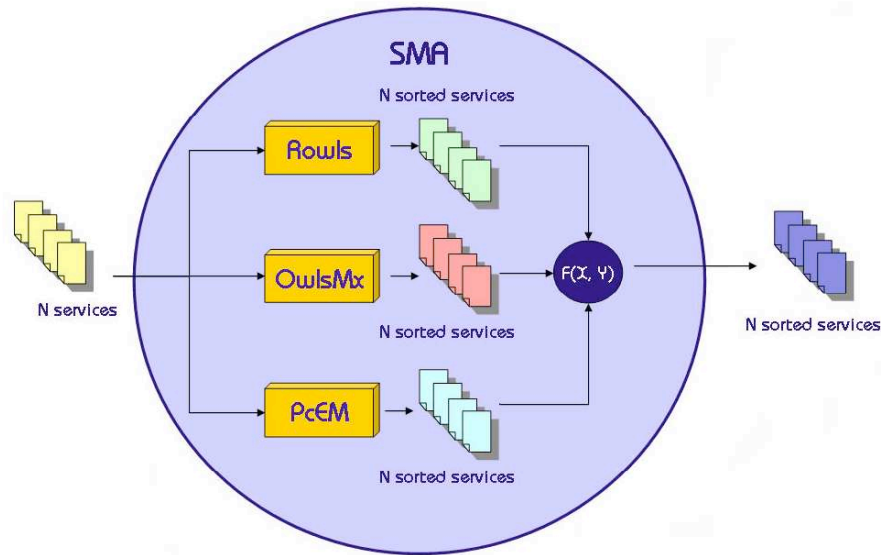 SMA
N sorted services
Rowls
N services
OwlsMx
F(X, Y)
N sorted services
N sorted services
PcEM
N sorted services